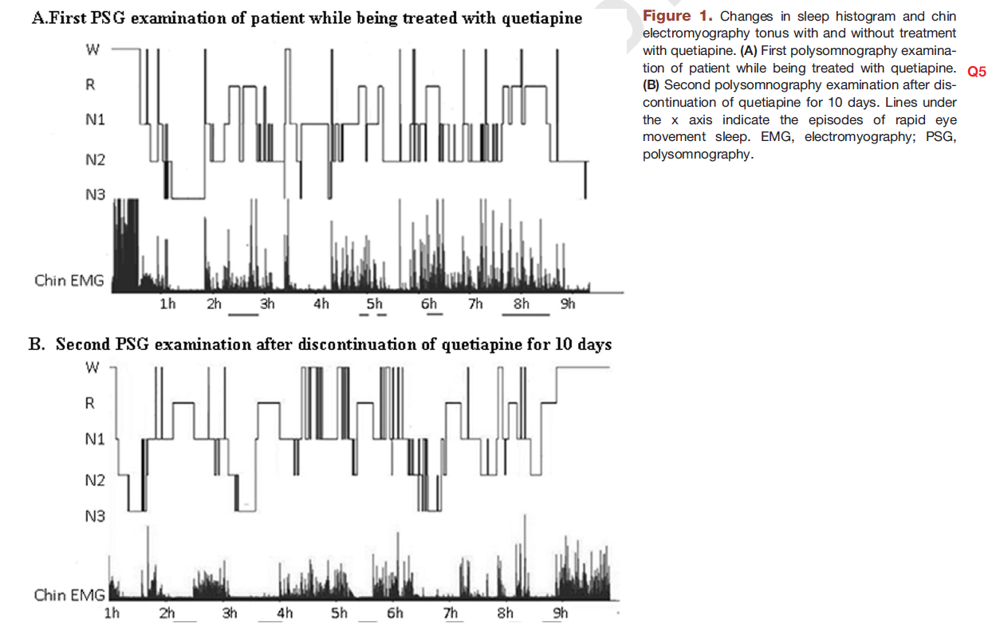 A.First PSG examination of patient while being treated with quetiapine
W
R
N1
N2
N3
Chin EMG
1h 2h 3h 4h 5h 6h 7h 8h 9h
B. Second PSG examination after discontinuation of quetiapine for 10 days
W
R
N1
N2
N3
Chin EMG
1h 2h 3h 4h 5h 6h 7h 8h 9h
Figure 1. Changes in sleep histogram and chin
electromyography tonus with and without treatment
with quetiapine. (A) First polysomnography examina-
tion of patient while being treated with quetiapine.
Q5
(B) Second polysomnography examination after dis-
continuation of quetiapine for 10 days. Lines under
the x axis indicate the episodes of rapid eye
movement sleep. EMG, electromyography; PSG,
polysomnography.